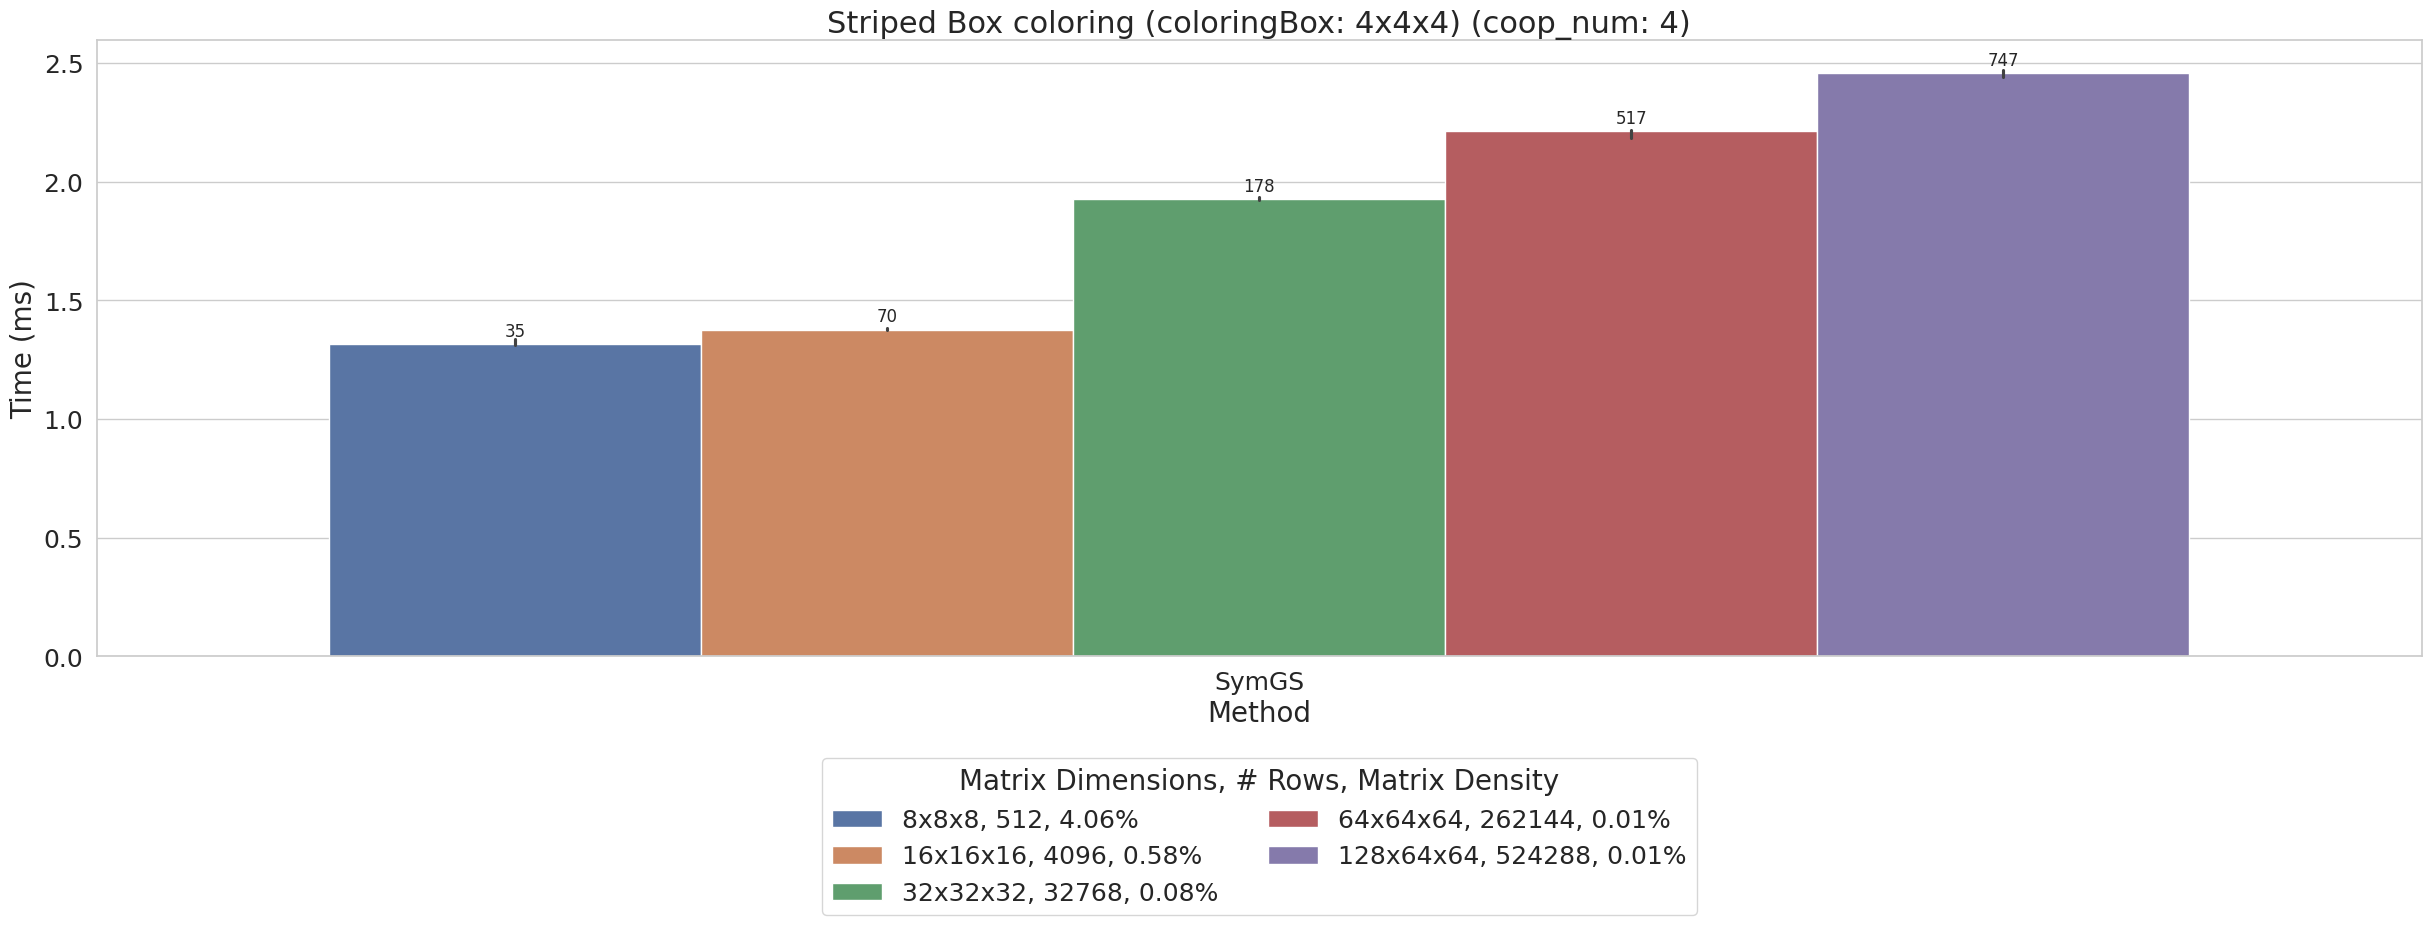 Striped Box coloring (coloringBox: 4x4x4) (coop_num: 4)
Time (ms)
2.5
2.0
1.5
1.0
0.5
0.0
35
70
178
517
747
SymGS
Method
Matrix Dimensions, # Rows, Matrix Density
8x8x8, 512, 4.06%
16x16x16, 4096, 0.58%
32x32x32, 32768, 0.08%
64x64x64, 262144, 0.01%
128x64x64, 524288, 0.01%